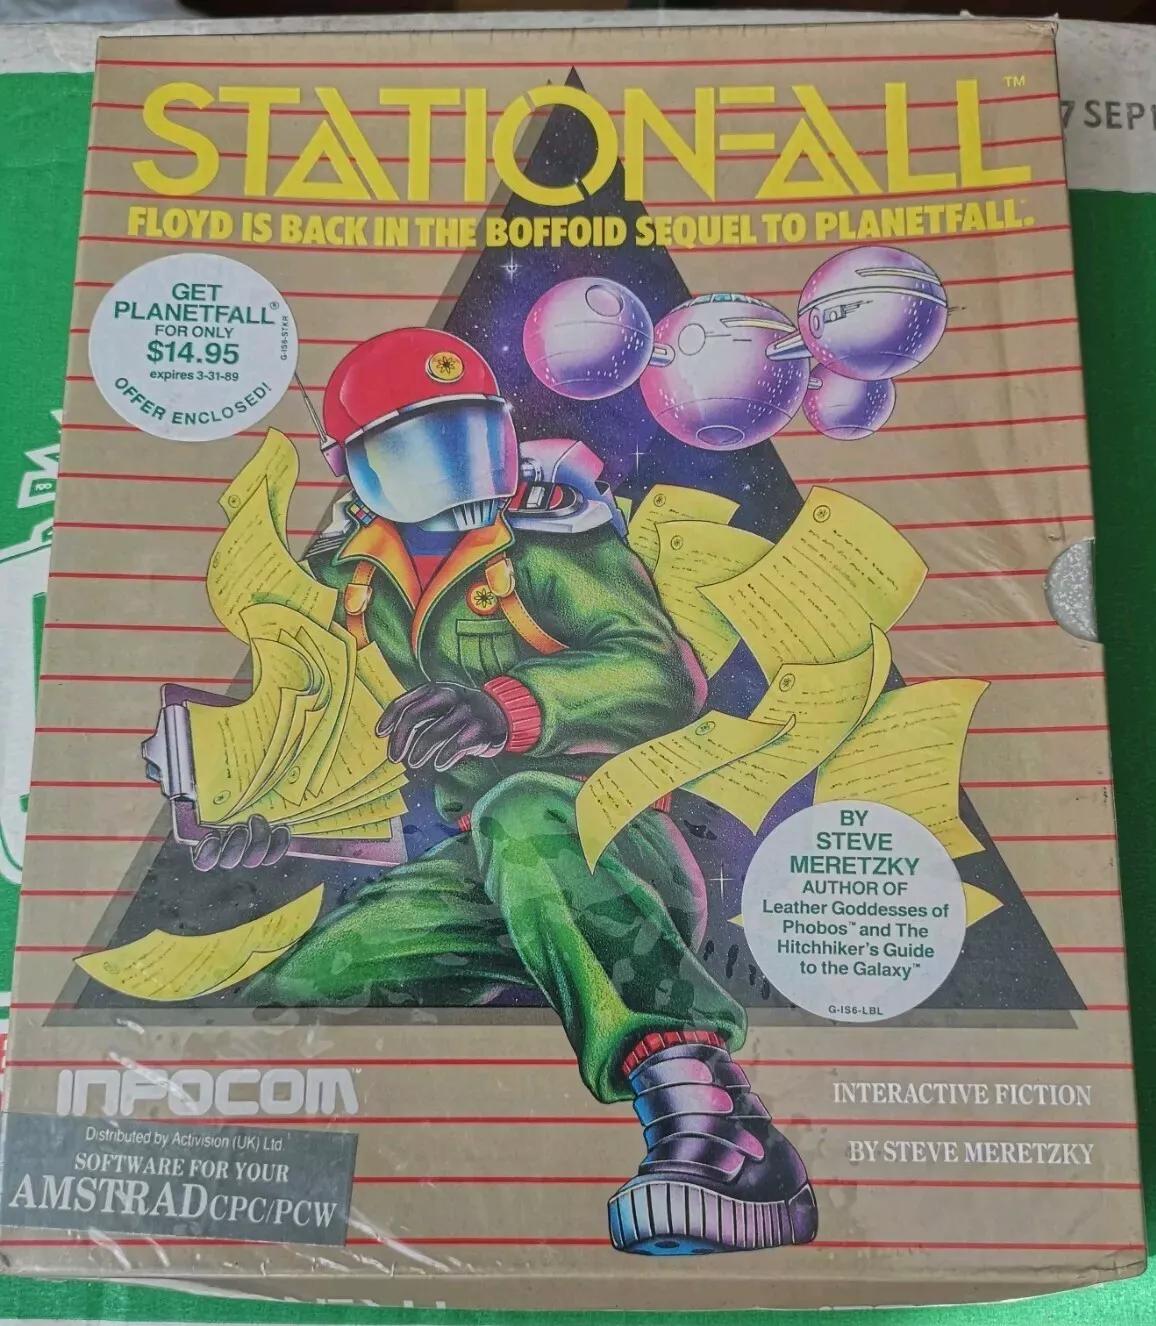 STATIONFALL™
FLOYD IS BACK IN THE BOFFOID SEQUEL TO PLANETFALL.
7 SEP
GET
PLANETFALL®
FOR ONLY
$14.95
expires 3-31-89
OFFER ENCLOSED!
G-IS6-STKR
BY
STEVE
MERETZKY
AUTHOR OF
Leather Goddesses of
Phobos™ and The
Hitchhiker's Guide
to the Galaxy™
G-IS6-LBL
INFOCOM™
Distributed by Activision (UK) Ltd.
SOFTWARE FOR YOUR
AMSTRAD CPC/PCW
INTERACTIVE FICTION
BY STEVE MERETZKY